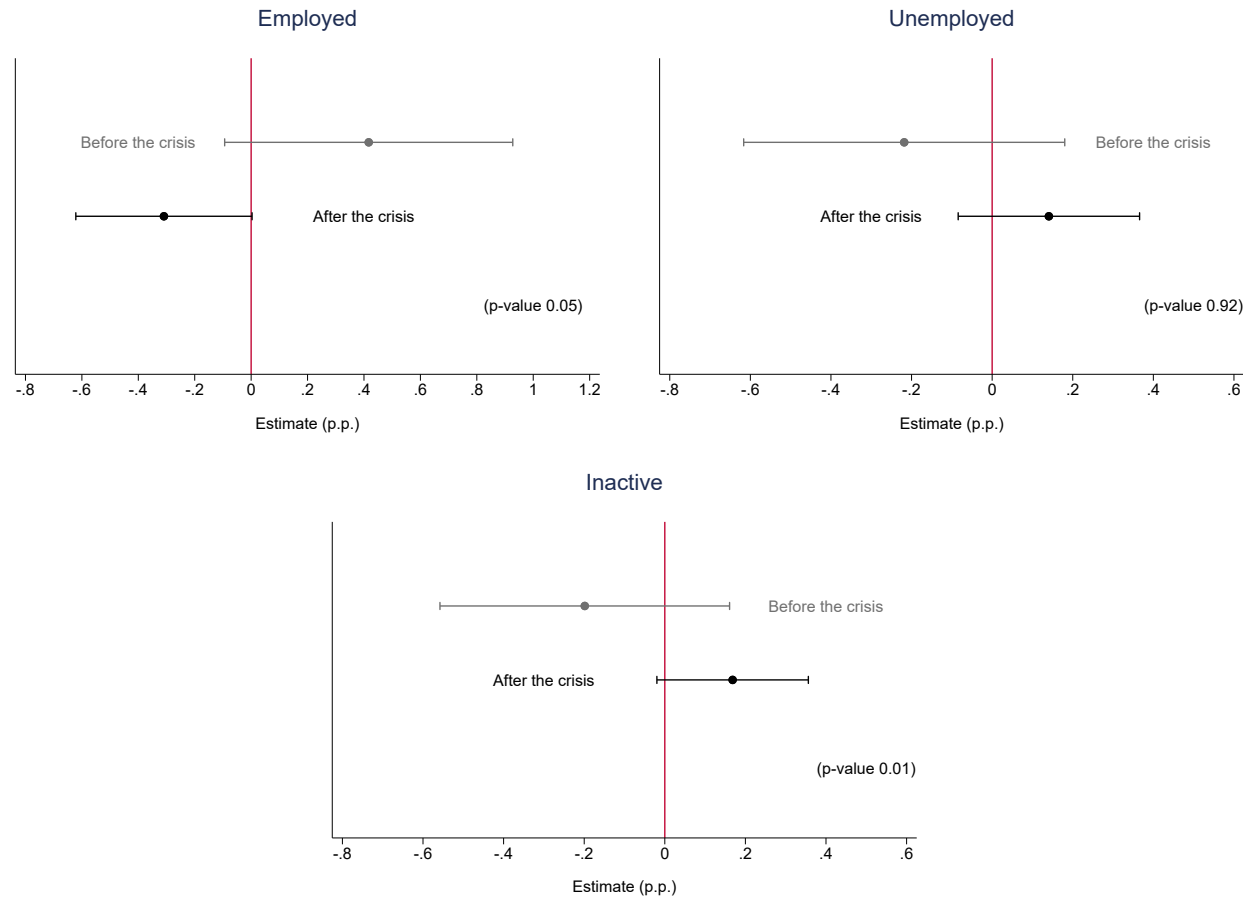 Employed
Before the crisis
After the crisis
(p-value 0.05)
-.8 -.6 -.4 -.2 0 .2 .4 .6 .8 1 1.2
Estimate (p.p.)
Unemployed
Before the crisis
After the crisis
(p-value 0.92)
-.8 -.6 -.4 -.2 0 .2 .4 .6
Estimate (p.p.)
Inactive
Before the crisis
After the crisis
(p-value 0.01)
-.8 -.6 -.4 -.2 0 .2 .4 .6
Estimate (p.p.)